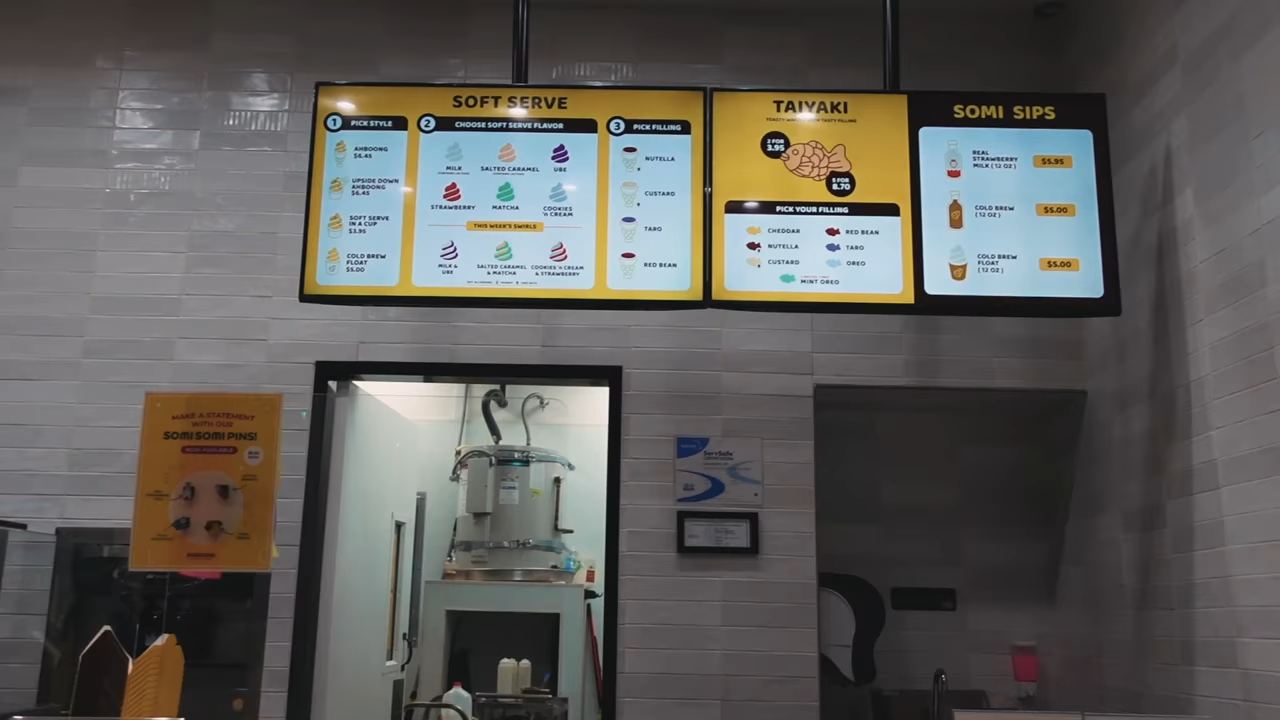 SOFT SERVE
1 PICK STYLE
AHBOONG
$6.45
UPSIDE DOWN
AHBOONG
$6.45
SOFT SERVE
IN A CUP
$3.95
COLD BREW
FLOAT
$5.00
2 CHOOSE SOFT SERVE FLAVOR
MILK
SALTED CARAMEL
UBE
STRAWBERRY
MATCHA
COOKIES
'n CREAM
THIS WEEK'S SWIRLS
MILK &
UBE
SALTED CARAMEL
& MATCHA
COOKIES 'n CREAM
& STRAWBERRY
3 PICK FILLING
NUTELLA
CUSTARD
TARO
RED BEAN
TAIYAKI
2 FOR
3.95
5 FOR
8.70
PICK YOUR FILLING
CHEDDAR
RED BEAN
NUTELLA
TARO
CUSTARD
OREO
MINT OREO
SOMI SIPS
REAL
STRAWBERRY
MILK (12 OZ)
$5.95
COLD BREW
(12 OZ)
$5.00
COLD BREW
FLOAT
(12 OZ)
$5.00
MAKE A STATEMENT
WITH OUR
SOMISOMI PINS!
NOW AVAILABLE
ServSafe